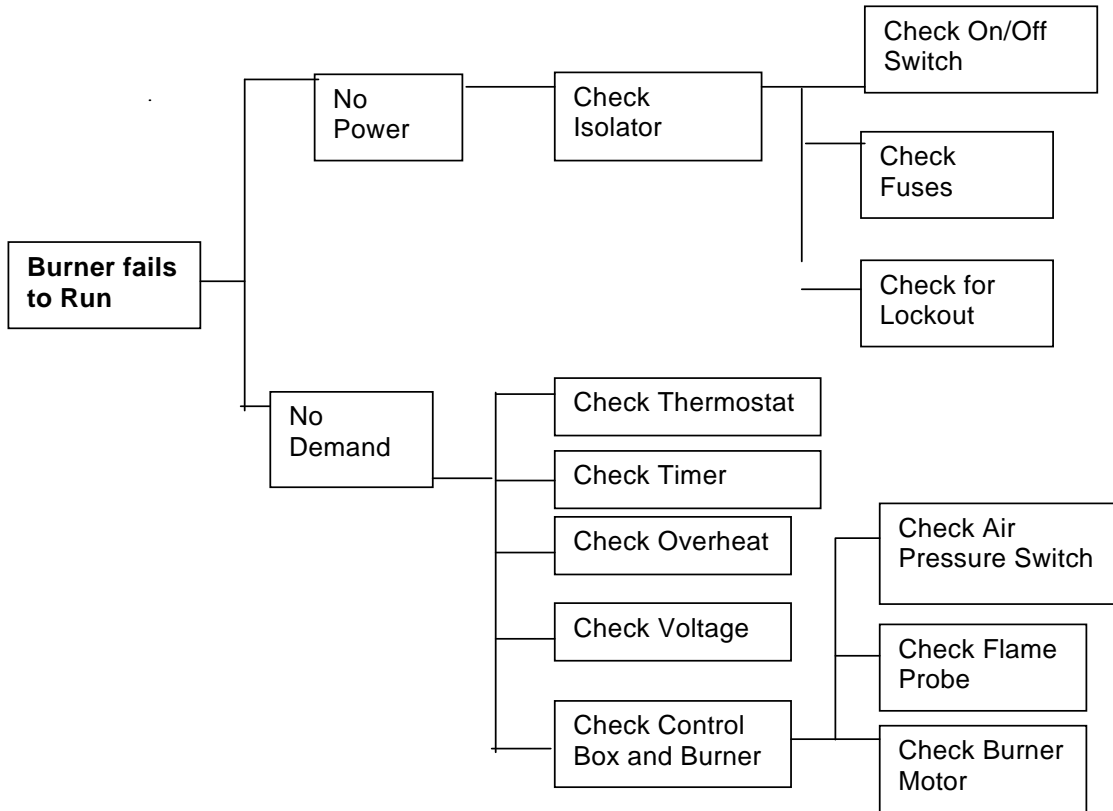 Check On/Off
Switch
No
Power
Check
Isolator
Check
Fuses
Burner fails
to Run
Check for
Lockout
No
Demand
Check Thermostat
Check Timer
Check Overheat
Check Voltage
Check Control
Box and Burner
Check Air
Pressure Switch
Check Flame
Probe
Check Burner
Motor